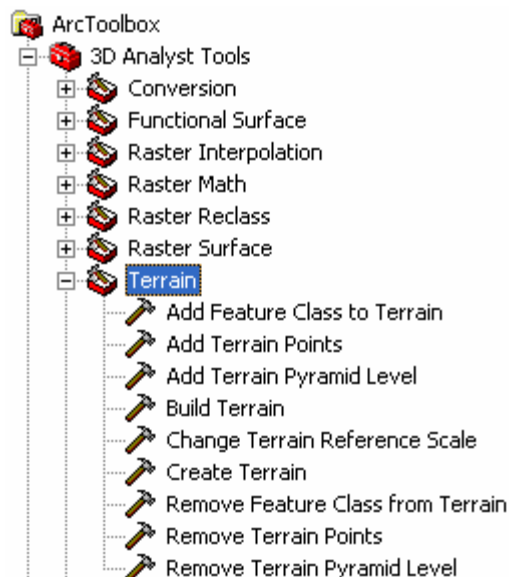 ArcToolbox
3D Analyst Tools
Conversion
Functional Surface
Raster Interpolation
Raster Math
Raster Reclass
Raster Surface
Terrain
Add Feature Class to Terrain
Add Terrain Points
Add Terrain Pyramid Level
Build Terrain
Change Terrain Reference Scale
Create Terrain
Remove Feature Class from Terrain
Remove Terrain Points
Remove Terrain Pyramid Level